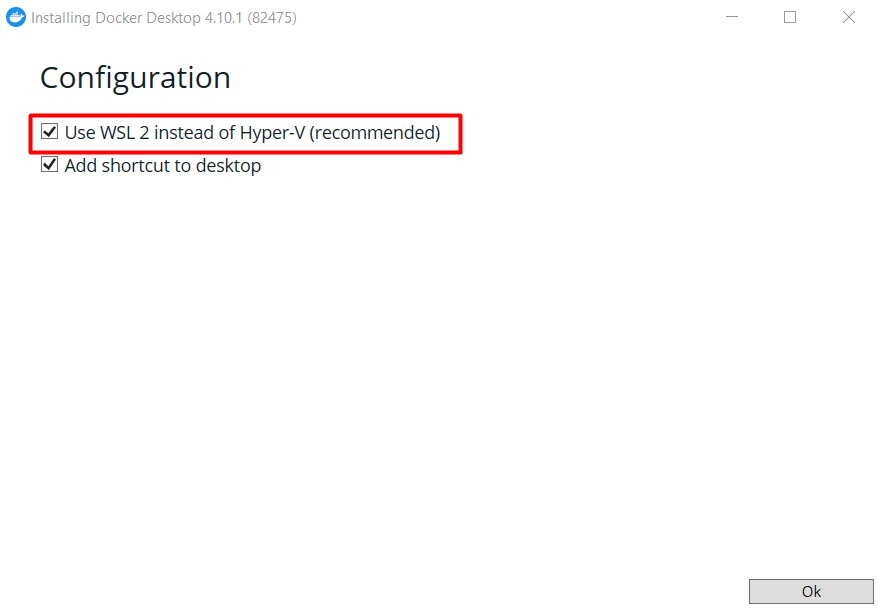 Installing Docker Desktop 4.10.1 (82475)
Configuration
Use WSL 2 instead of Hyper-V (recommended)
Add shortcut to desktop
Ok